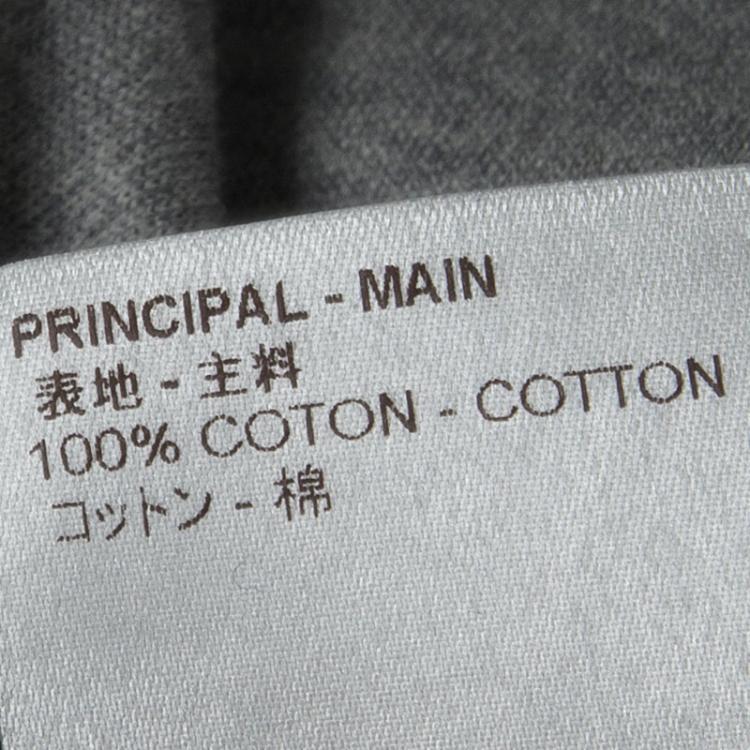 PRINCIPAL - MAIN
表地 - 主料
100% COTON - COTTON
コットン - 棉